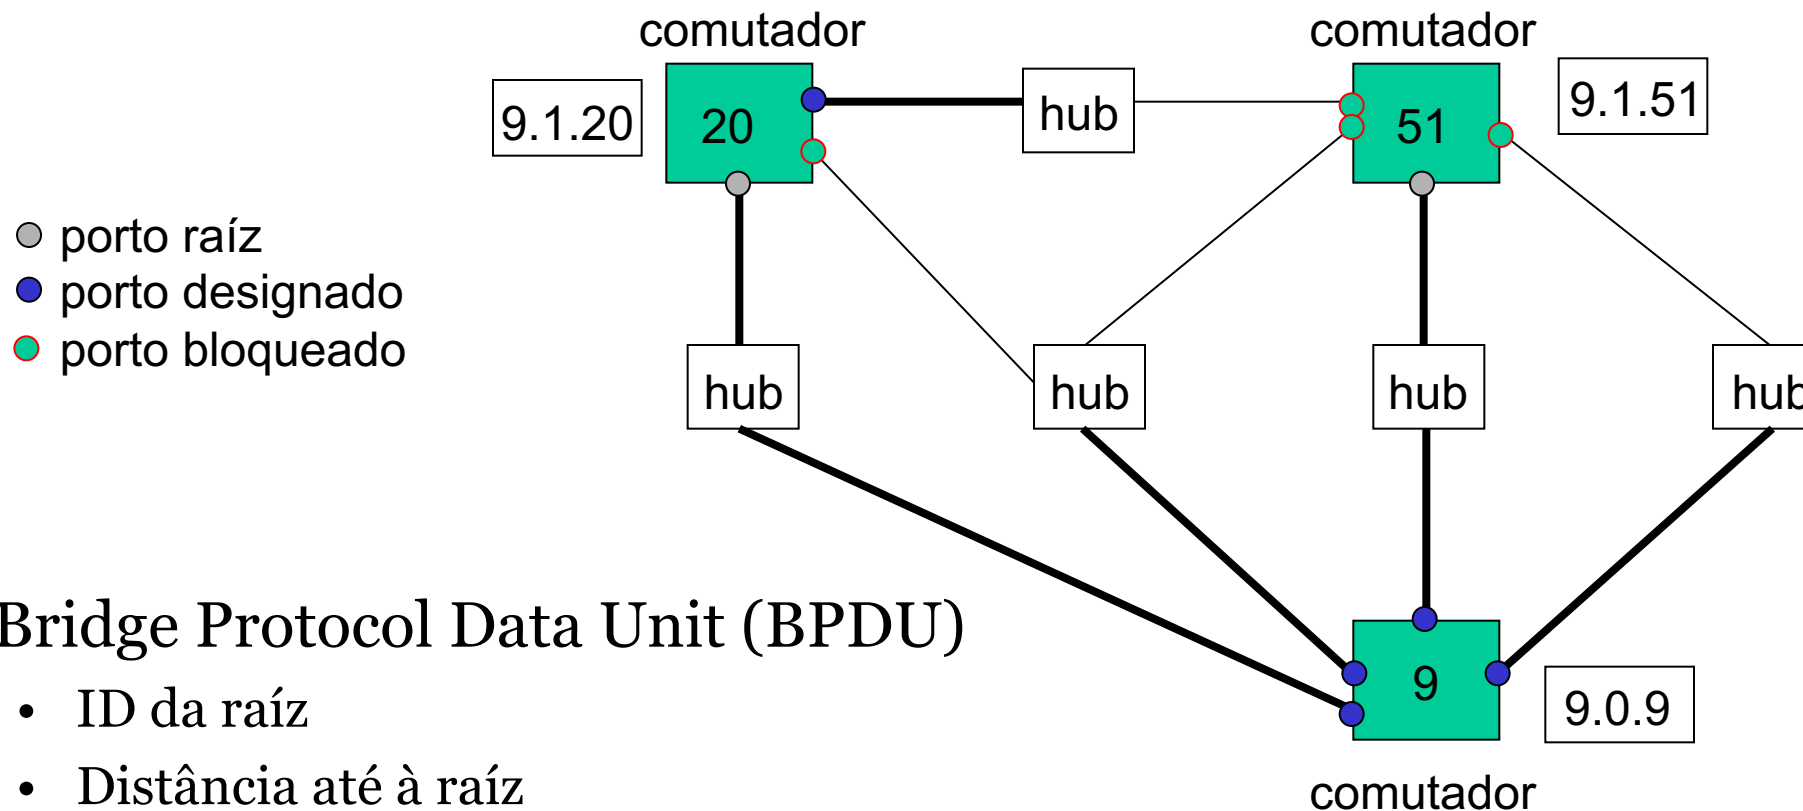 comutador
comutador
9.1.20
20
hub
51
9.1.51
porto raíz
porto designado
porto bloqueado
hub
hub
hub
hub
Bridge Protocol Data Unit (BPDU)
9
9.0.9
• ID da raíz
• Distância até à raíz
comutador